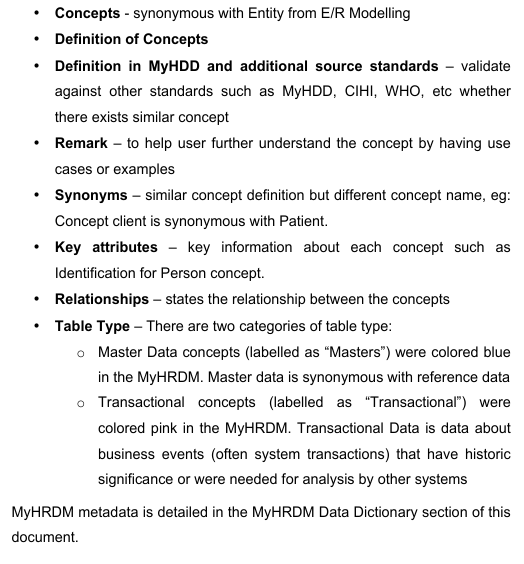 • Concepts - synonymous with Entity from E/R Modelling
• Definition of Concepts
• Definition in MyHDD and additional source standards – validate
against other standards such as MyHDD, CIHI, WHO, etc whether
there exists similar concept
• Remark – to help user further understand the concept by having use
cases or examples
• Synonyms – similar concept definition but different concept name, eg:
Concept client is synonymous with Patient.
• Key attributes – key information about each concept such as
Identification for Person concept.
• Relationships – states the relationship between the concepts
• Table Type – There are two categories of table type:
o Master Data concepts (labelled as “Masters”) were colored blue
in the MyHRDM. Master data is synonymous with reference data
o Transactional concepts (labelled as “Transactional”) were
colored pink in the MyHRDM. Transactional Data is data about
business events (often system transactions) that have historic
significance or were needed for analysis by other systems
MyHRDM metadata is detailed in the MyHRDM Data Dictionary section of this
document.